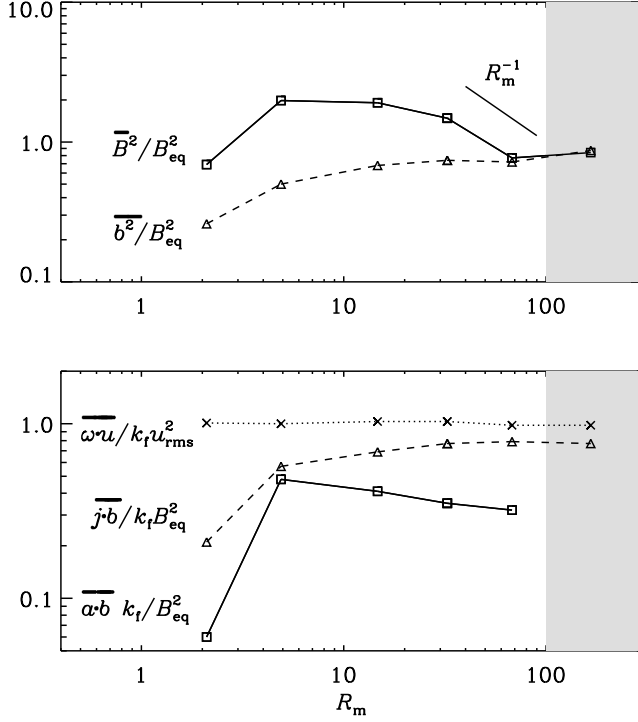 10.0
R_m^{-1}
\overline{B}^2/B_{eq}^2
1.0
\overline{b^2}/B_{eq}^2
0.1
1 10 100
\overline{ω·u}/k_f u_{rms}^2
1.0
\overline{j·b}/k_f B_{eq}^2
0.1
\overline{a·b} k_f/B_{eq}^2
1 10 100
R_m